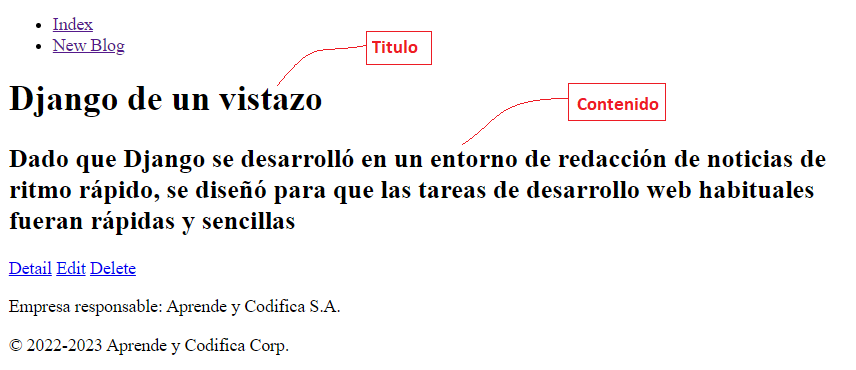 Index
New Blog
Titulo
Django de un vistazo
Contenido
Dado que Django se desarrolló en un entorno de redacción de noticias de
ritmo rápido, se diseñó para que las tareas de desarrollo web habituales
fueran rápidas y sencillas
Detail Edit Delete
Empresa responsable: Aprende y Codifica S.A.
© 2022-2023 Aprende y Codifica Corp.